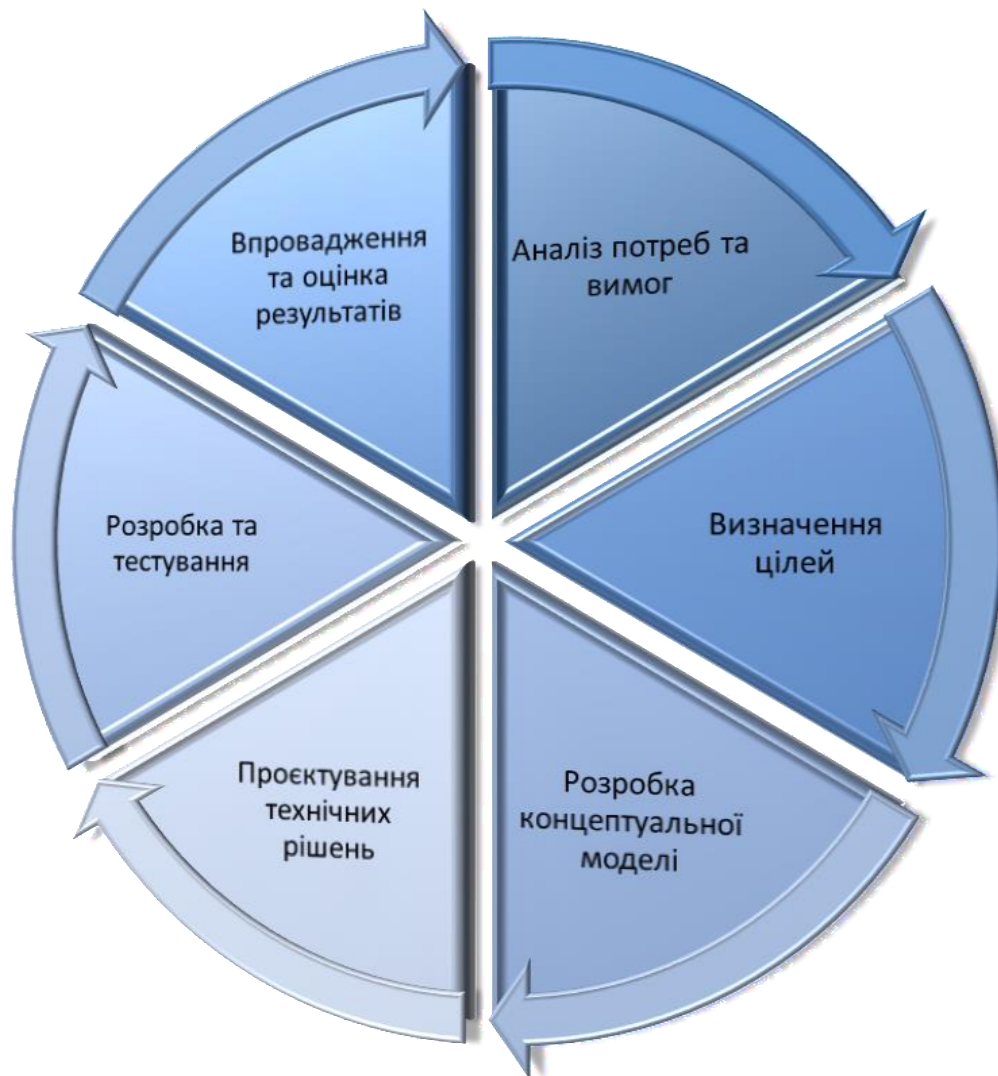 Аналіз потреб та
вимог
Визначення
цілей
Розробка
концептуальної
моделі
Проєктування
технічних
рішень
Розробка та
тестування
Впровадження
та оцінка
результатів